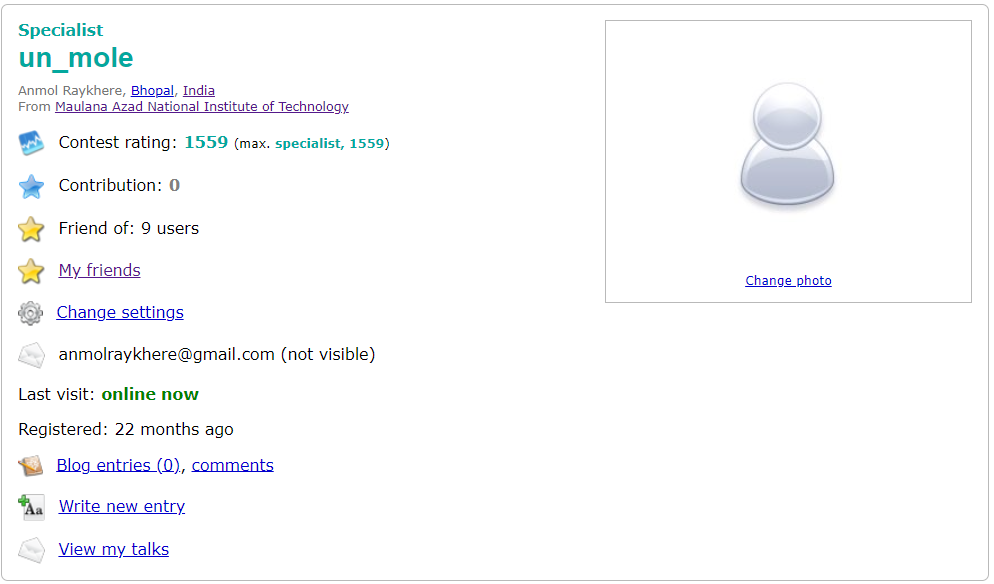 Specialist
un_mole
Anmol Raykhere, Bhopal, India
From Maulana Azad National Institute of Technology
Contest rating: 1559 (max. specialist, 1559)
Contribution: 0
Friend of: 9 users
My friends
Change settings
anmolraykhere@gmail.com (not visible)
Last visit: online now
Registered: 22 months ago
Blog entries (0), comments
Aa Write new entry
View my talks
Change photo